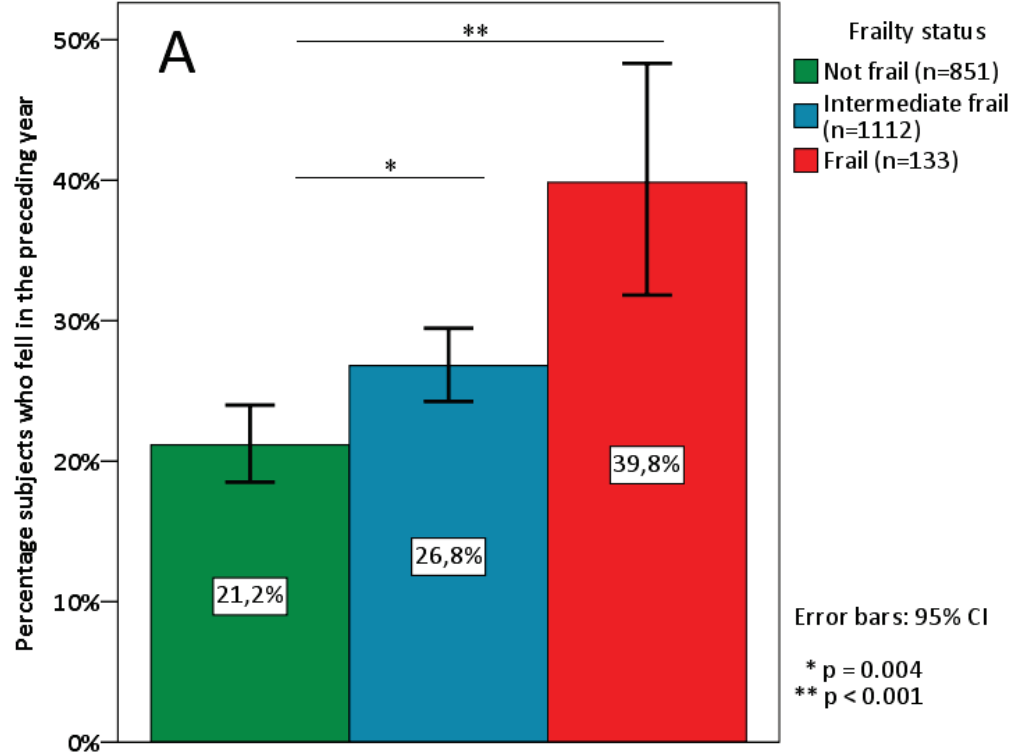 A
**
*
50%
40%
30%
20%
10%
0%
Percentage subjects who fell in the preceding year
21,2%
26,8%
39,8%
Frailty status
Not frail (n=851)
Intermediate frail
(n=1112)
Frail (n=133)
Error bars: 95% CI
* p = 0.004
** p < 0.001